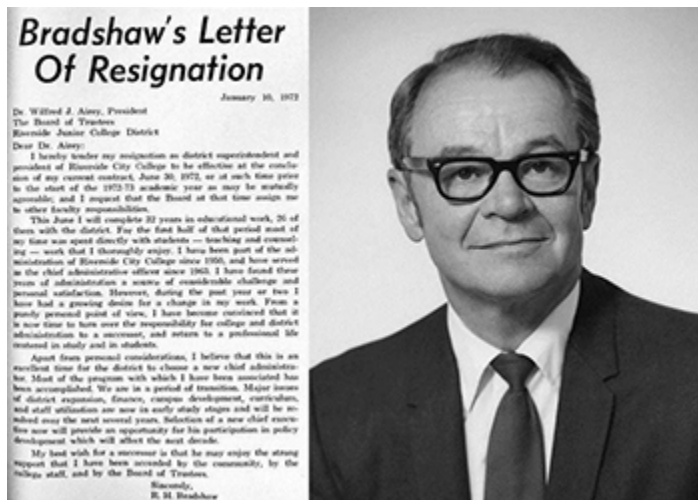 Bradshaw's Letter
Of Resignation
January 10, 1972
Dr. Wilfred J. Airey, President
The Board of Trustees
Riverside Junior College District
Dear Dr. Airey:
I hereby tender my resignation as district superintendent and
president of Riverside City College to be effective at the conclu-
sion of my current contract, June 30, 1972, or at such time prior
to the start of the 1972-73 academic year as may be mutually
agreeable; and I request that the Board at that time assign me
to other faculty responsibilities.
This June I will complete 32 years in educational work, 26 of
them with the district. For the first half of that period most of
my time was spent directly with students — teaching and counsel-
ing — work that I thoroughly enjoy. I have been part of the ad-
ministration of Riverside City College since 1950, and have served
as the chief administrative officer since 1963. I have found these
years of administration a source of considerable challenge and
personal satisfaction. However, during the past year or two I
have had a growing desire for a change in my work. From a
purely personal point of view, I have become convinced that it
is now time to turn over the responsibility for college and district
administration to a successor, and return to a professional life
centered in study and in students.
Apart from personal considerations, I believe that this is an
excellent time for the district to choose a new chief administra-
tor. Most of the program with which I have been associated has
been accomplished. We are in a period of transition. Major issues
of district expansion, finance, campus development, curriculum,
and staff utilization are now in early study stages and will be re-
solved over the next several years. Selection of a new chief execu-
tive now will provide an opportunity for his participation in policy
development which will affect the next decade.
My best wish for a successor is that he may enjoy the strong
support that I have been accorded by the community, by the
college staff, and by the Board of Trustees.
Sincerely,
R. H. Bradshaw